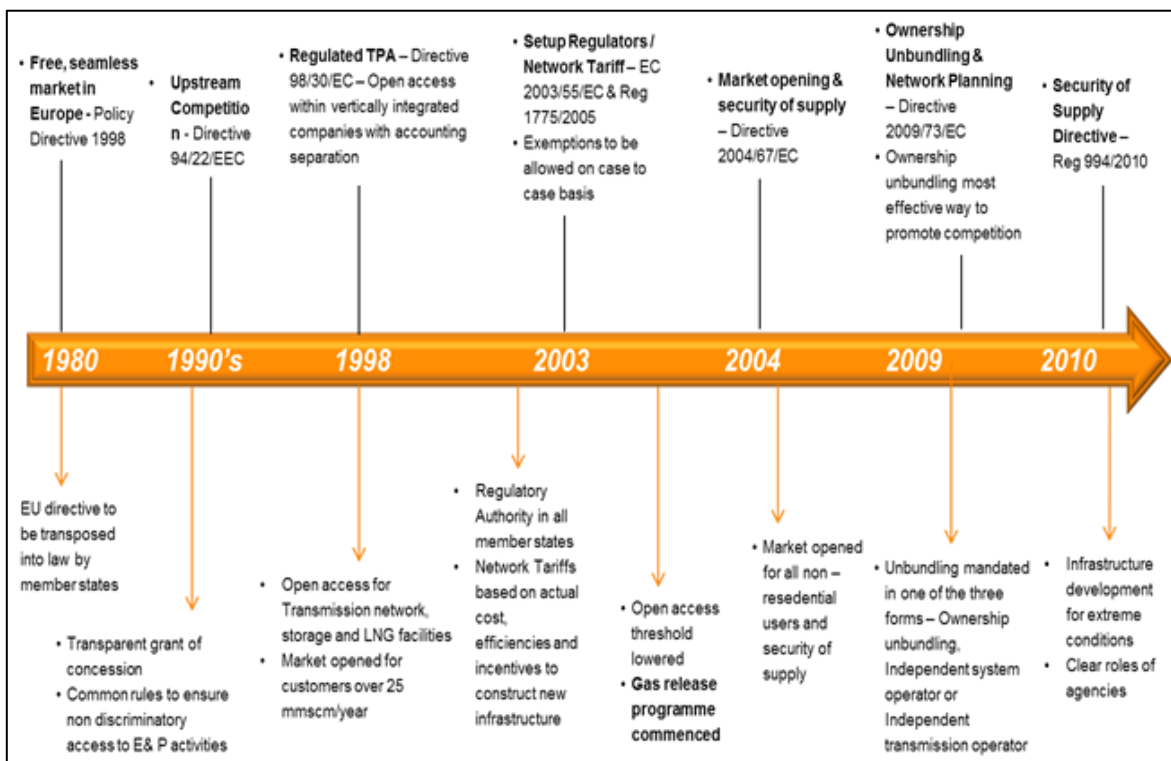 • Free, seamless
market in
Europe - Policy
Directive 1998
• Upstream
Competitio
n - Directive
94/22/EEC
• Regulated TPA – Directive
98/30/EC – Open access
within vertically integrated
companies with accounting
separation
• Setup Regulators /
Network Tariff – EC
2003/55/EC & Reg
1775/2005
• Exemptions to be
allowed on case to
case basis
• Market opening &
security of supply
– Directive
2004/67/EC
• Ownership
Unbundling &
Network Planning
– Directive
2009/73/EC
• Ownership
unbundling most
effective way to
promote competition
• Security of
Supply
Directive –
Reg 994/2010
1980
1990's
1998
2003
2004
2009
2010
EU directive to
be transposed
into law by
member states
• Transparent grant of
concession
• Common rules to ensure
non discriminatory
access to E& P activities
• Open access for
Transmission network,
storage and LNG facilities
• Market opened for
customers over 25
mmscm/year
• Regulatory
Authority in all
member states
• Network Tariffs
based on actual
cost,
efficiencies and
incentives to
construct new
infrastructure
• Open access
threshold
lowered
• Gas release
programme
commenced
• Market opened
for all non –
resedential
users and
security of
supply
• Unbundling mandated
in one of the three
forms – Ownership
unbundling,
Independent system
operator or
Independent
transmission operator
• Infrastructure
development
for extreme
conditions
• Clear roles of
agencies